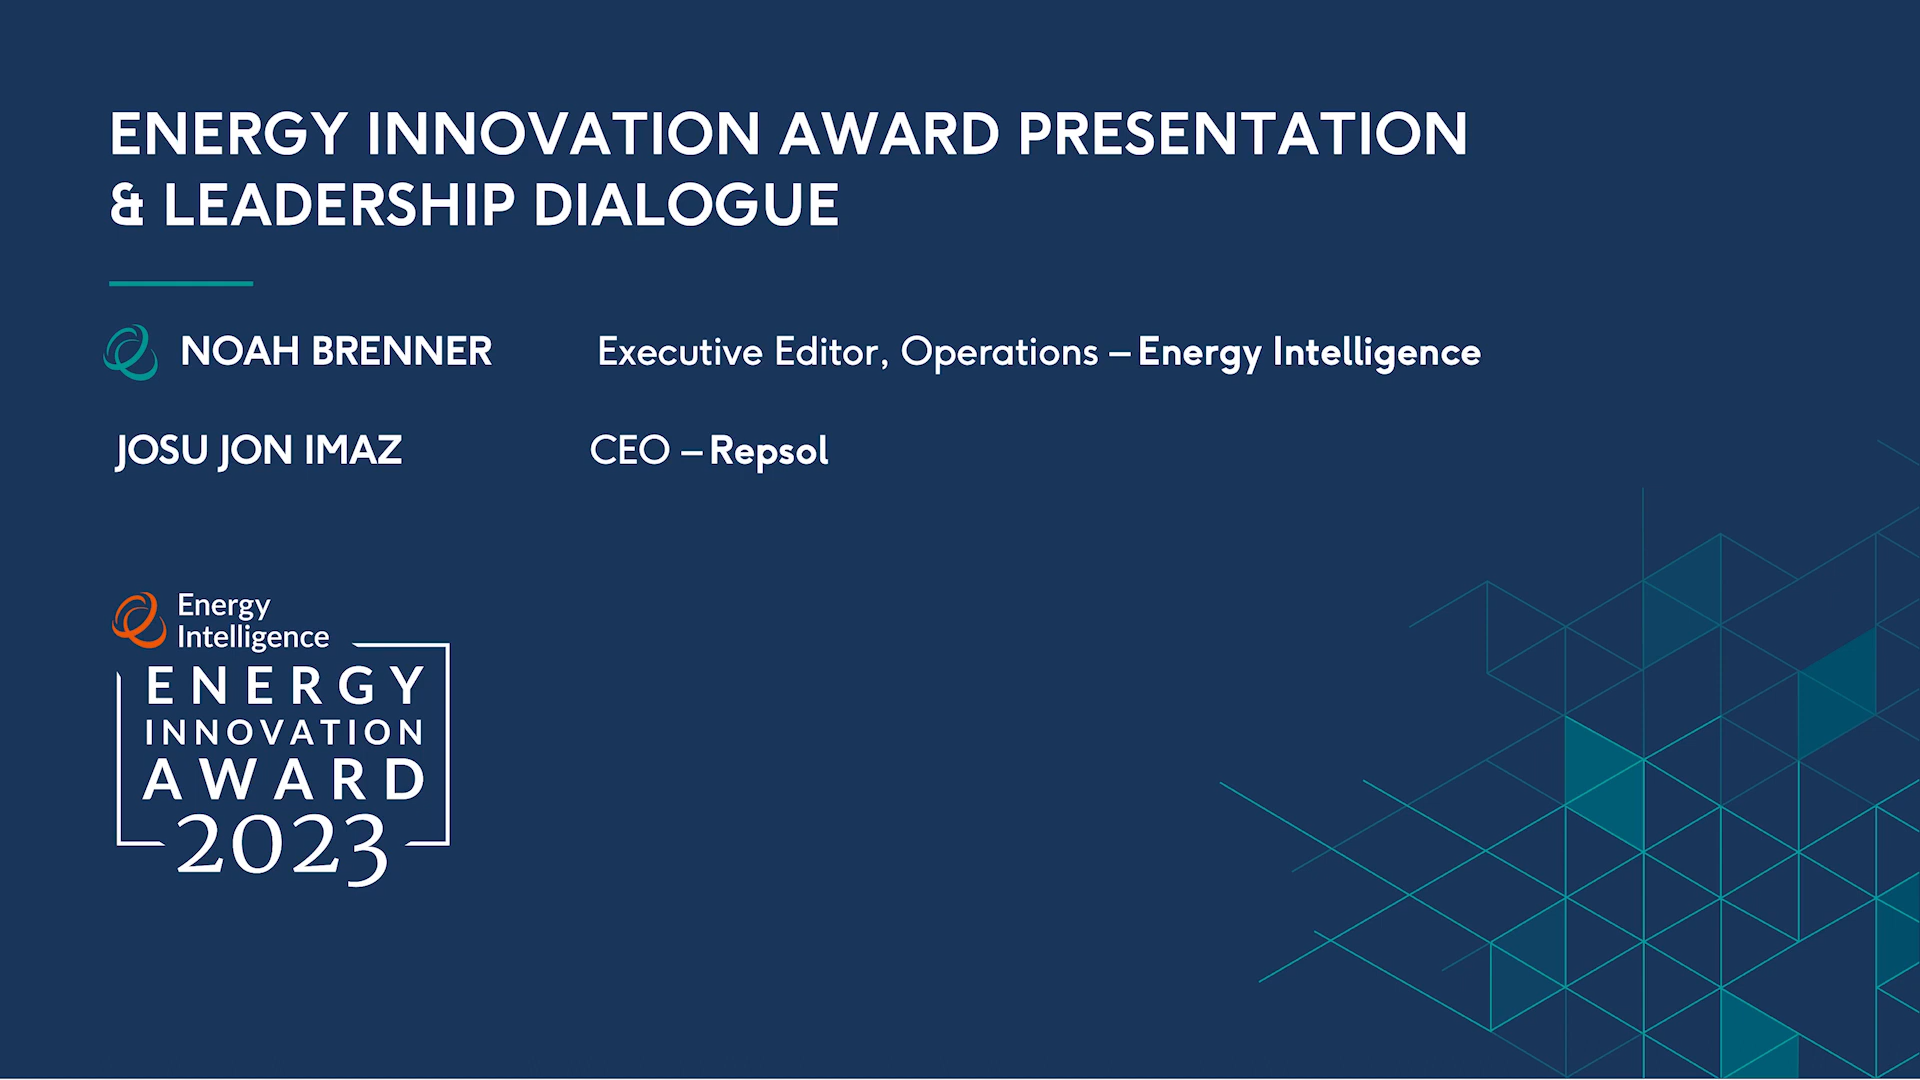 ENERGY INNOVATION AWARD PRESENTATION
& LEADERSHIP DIALOGUE
NOAH BRENNER Executive Editor, Operations – Energy Intelligence
JOSU JON IMAZ CEO – Repsol
Energy
Intelligence
ENERGY
INNOVATION
AWARD
2023